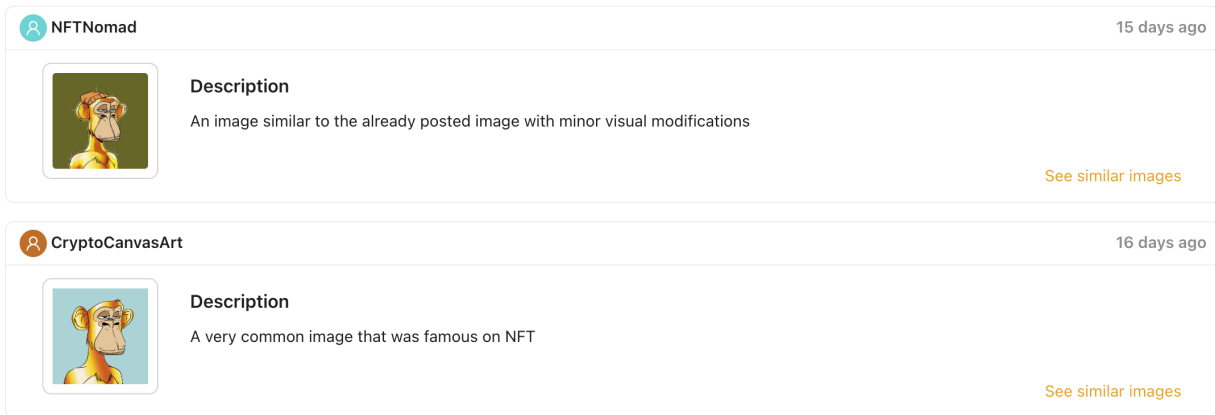 NFTNomad
15 days ago
Description
An image similar to the already posted image with minor visual modifications
See similar images
CryptoCanvasArt
16 days ago
Description
A very common image that was famous on NFT
See similar images